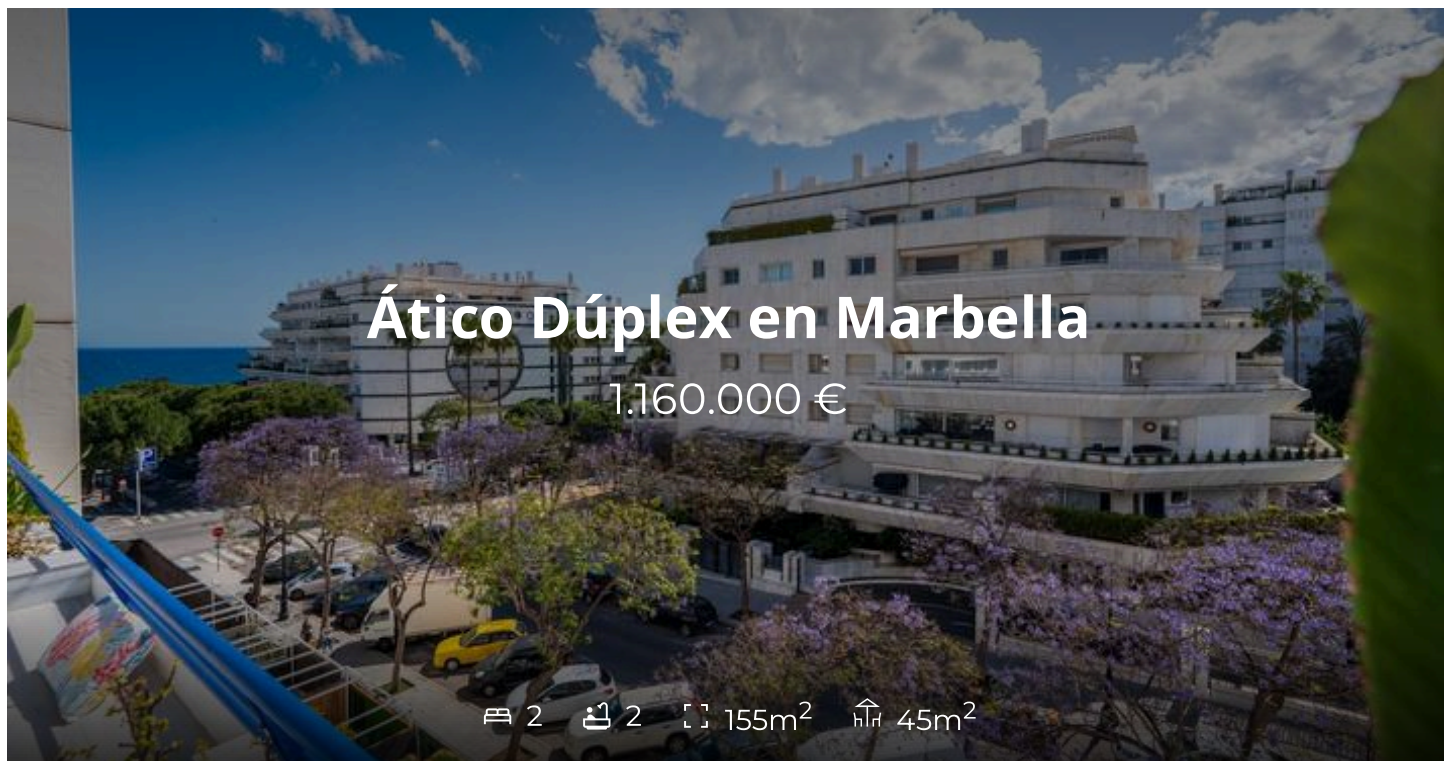 Ático Dúplex en Marbella
1.160.000 €
2 2 155m² 45m²